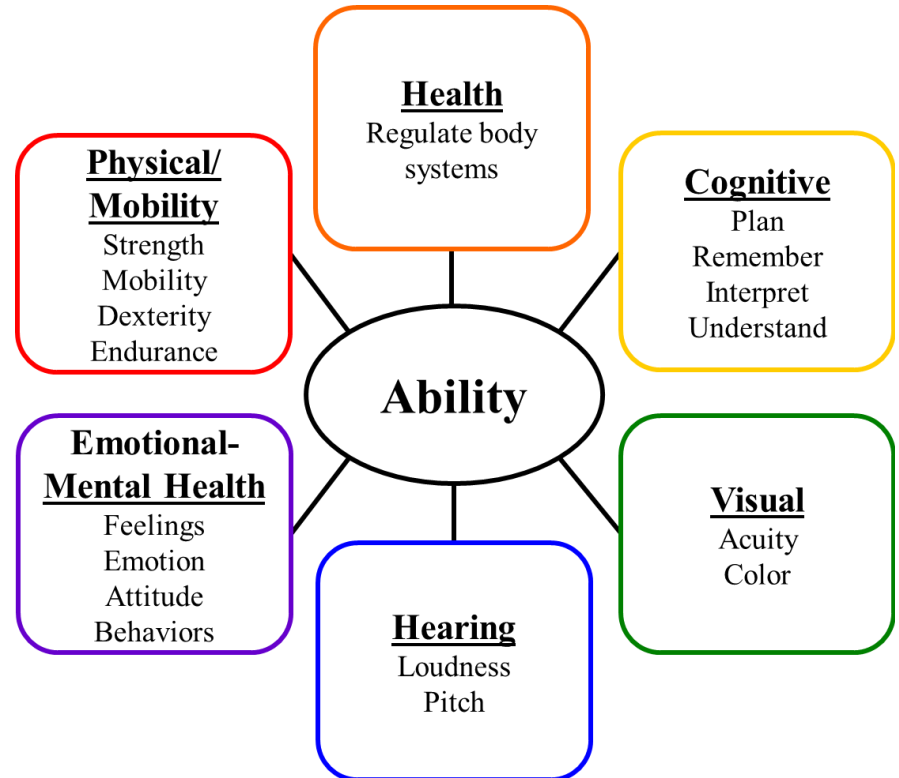 Health
Regulate body
systems
Physical/
Mobility
Strength
Mobility
Dexterity
Endurance
Cognitive
Plan
Remember
Interpret
Understand
Ability
Emotional-
Mental Health
Feelings
Emotion
Attitude
Behaviors
Visual
Acuity
Color
Hearing
Loudness
Pitch